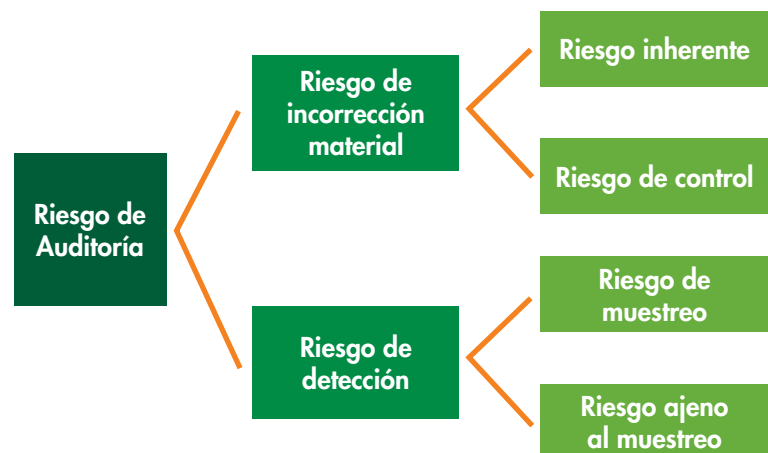 Riesgo de
Auditoría
Riesgo de
incorrección
material
Riesgo inherente
Riesgo de control
Riesgo de
detección
Riesgo de
muestreo
Riesgo ajeno
al muestreo